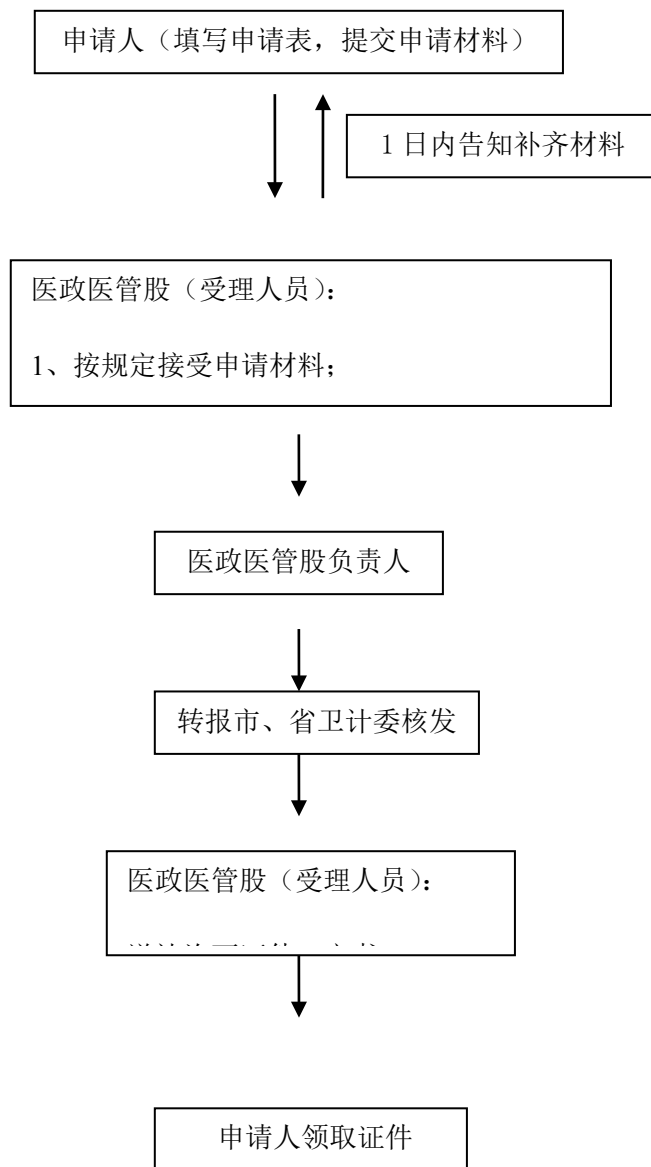 申请人（填写申请表，提交申请材料）
1 日内告知补齐材料
医政医管股（受理人员）：
1、按规定接受申请材料；
医政医管股负责人
转报市、省卫计委核发
医政医管股（受理人员）：
申请人领取证件